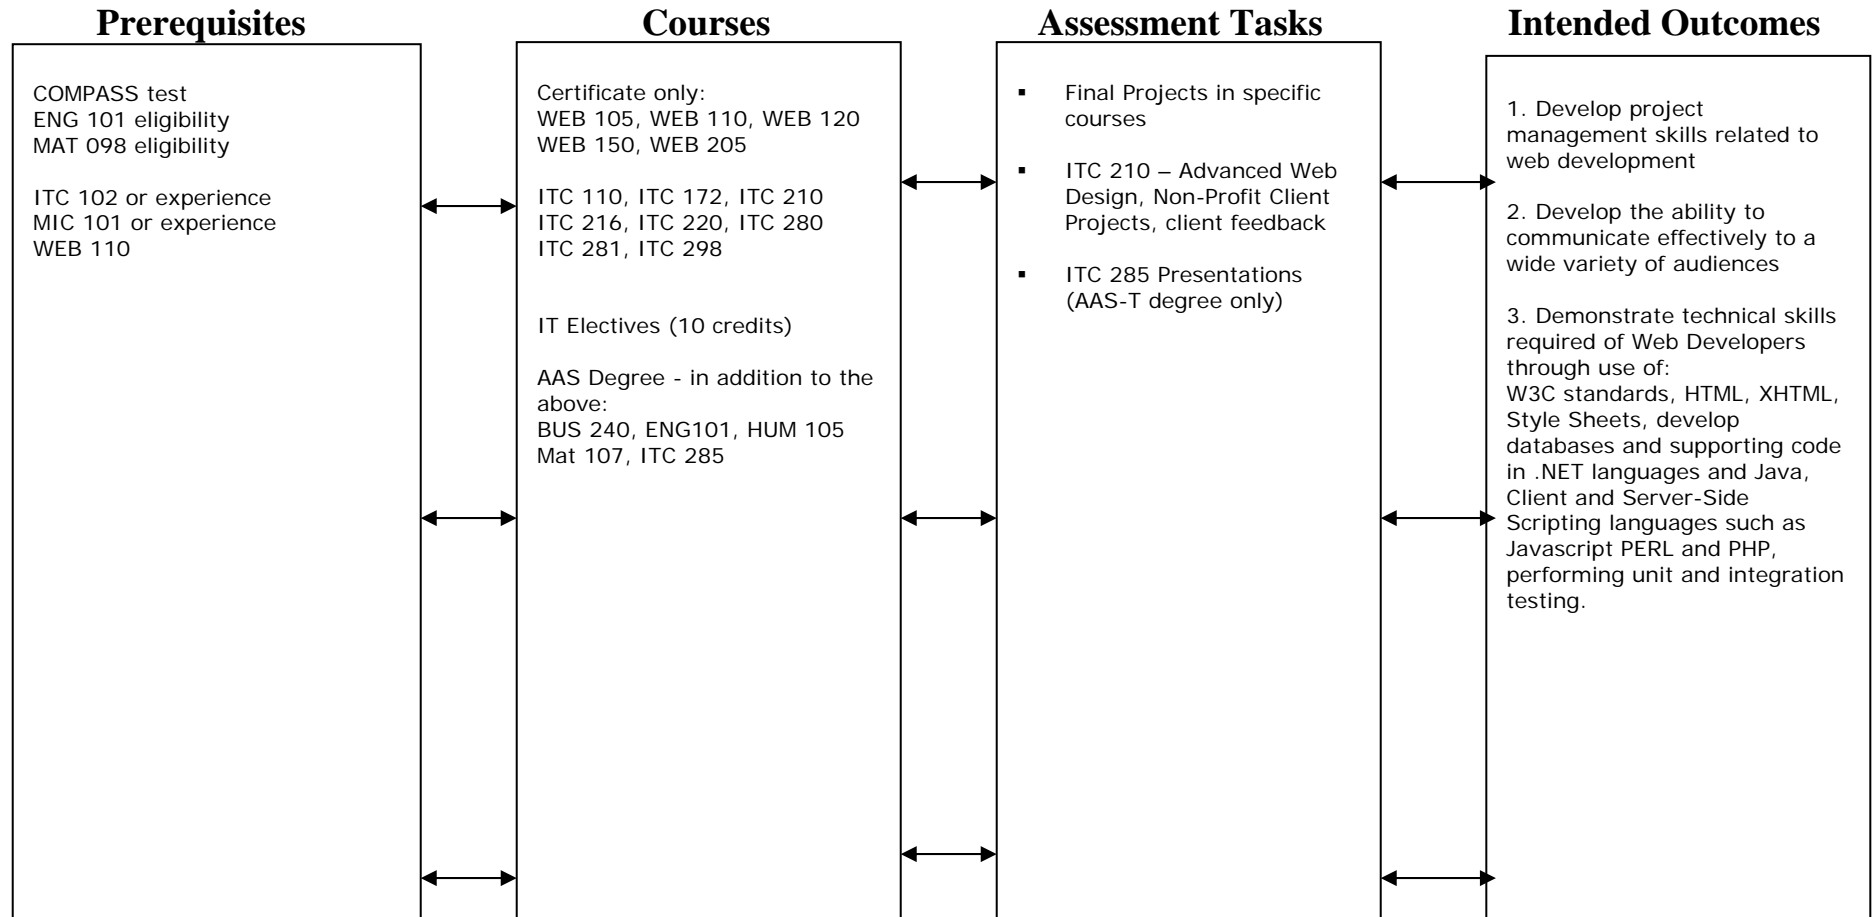 Prerequisites
COMPASS test
ENG 101 eligibility
MAT 098 eligibility
ITC 102 or experience
MIC 101 or experience
WEB 110
Courses
Certificate only:
WEB 105, WEB 110, WEB 120
WEB 150, WEB 205
ITC 110, ITC 172, ITC 210
ITC 216, ITC 220, ITC 280
ITC 281, ITC 298
IT Electives (10 credits)
AAS Degree - in addition to the
above:
BUS 240, ENG101, HUM 105
Mat 107, ITC 285
Assessment Tasks
▪ Final Projects in specific
courses
▪ ITC 210 – Advanced Web
Design, Non-Profit Client
Projects, client feedback
▪ ITC 285 Presentations
(AAS-T degree only)
Intended Outcomes
1. Develop project
management skills related to
web development
2. Develop the ability to
communicate effectively to a
wide variety of audiences
3. Demonstrate technical skills
required of Web Developers
through use of:
W3C standards, HTML, XHTML,
Style Sheets, develop
databases and supporting code
in .NET languages and Java,
Client and Server-Side
Scripting languages such as
Javascript PERL and PHP,
performing unit and integration
testing.